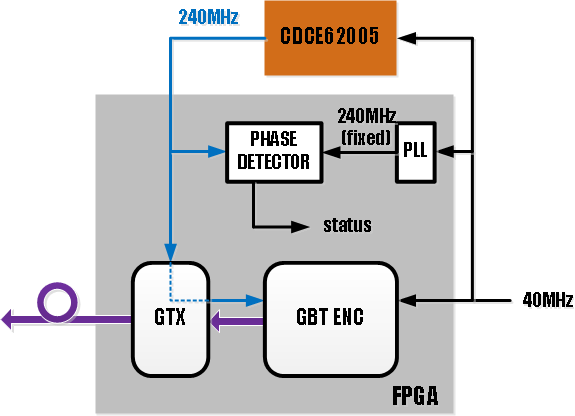 240MHz
CDCE62005
PHASE
DETECTOR
240MHz
(fixed)
PLL
status
GTX
GBT ENC
40MHz
FPGA